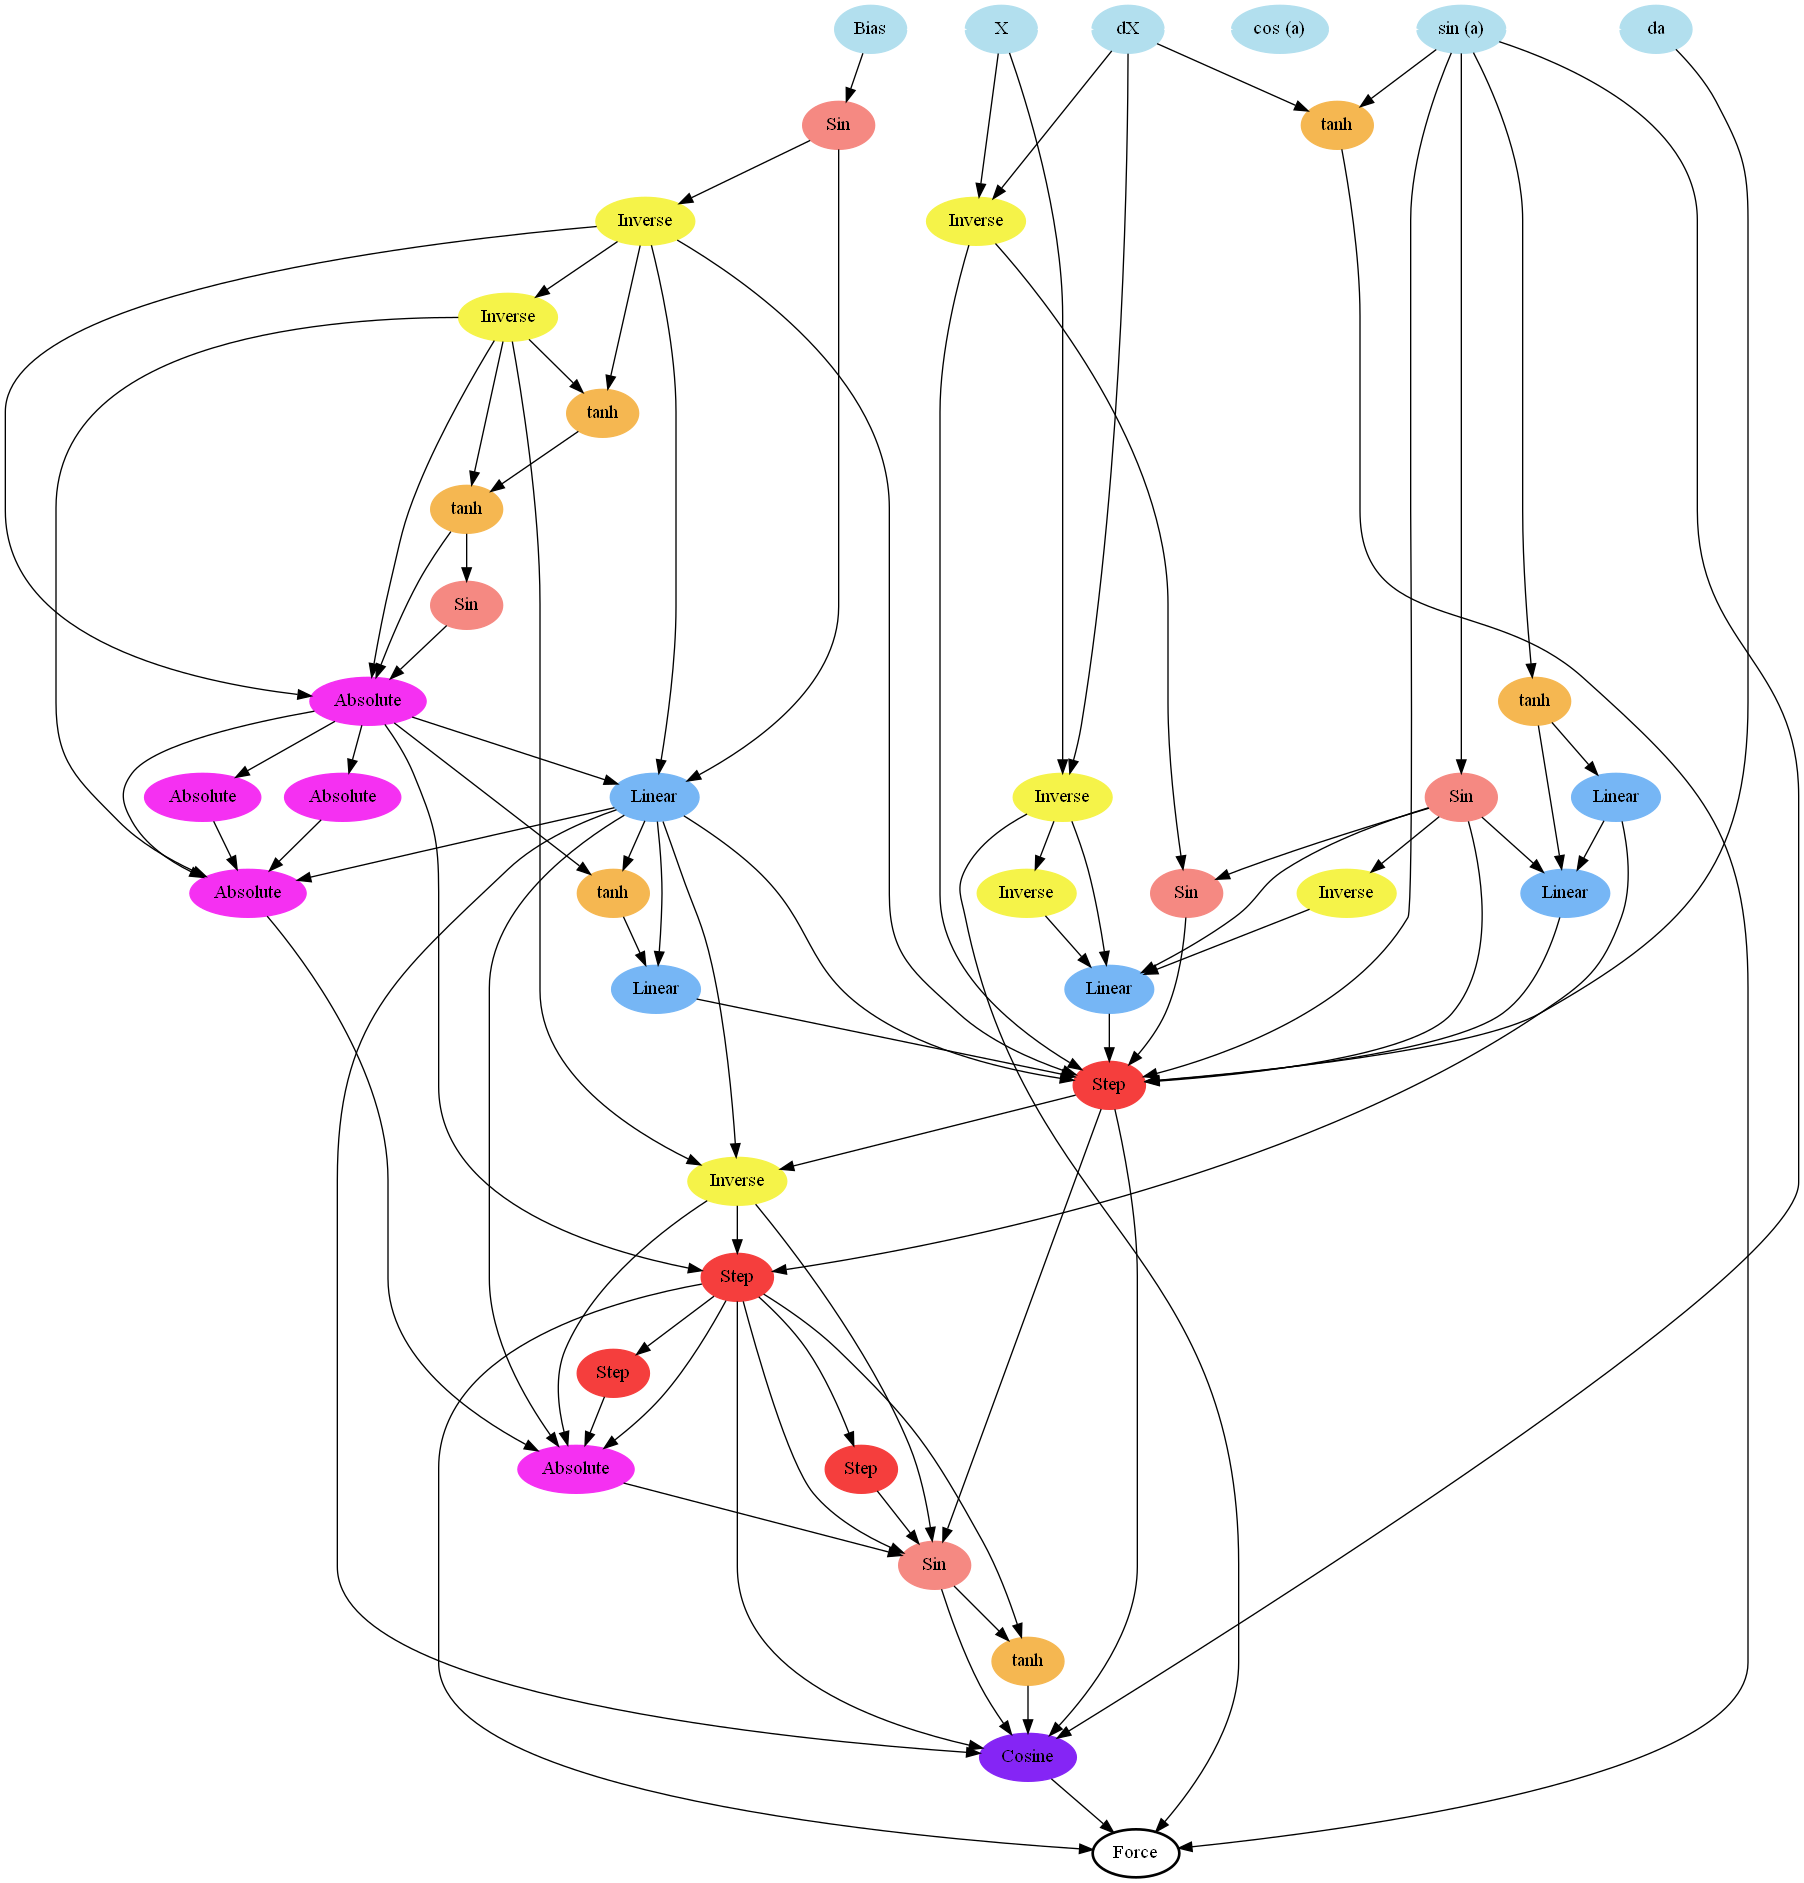 Bias
X
dX
cos (a)
sin (a)
da
Sin
tanh
Inverse
Inverse
Inverse
tanh
tanh
Sin
Absolute
tanh
Absolute
Absolute
Linear
Inverse
Sin
Linear
Absolute
tanh
Inverse
Sin
Inverse
Linear
Linear
Linear
Step
Inverse
Step
Step
Absolute
Step
Sin
tanh
Cosine
Force